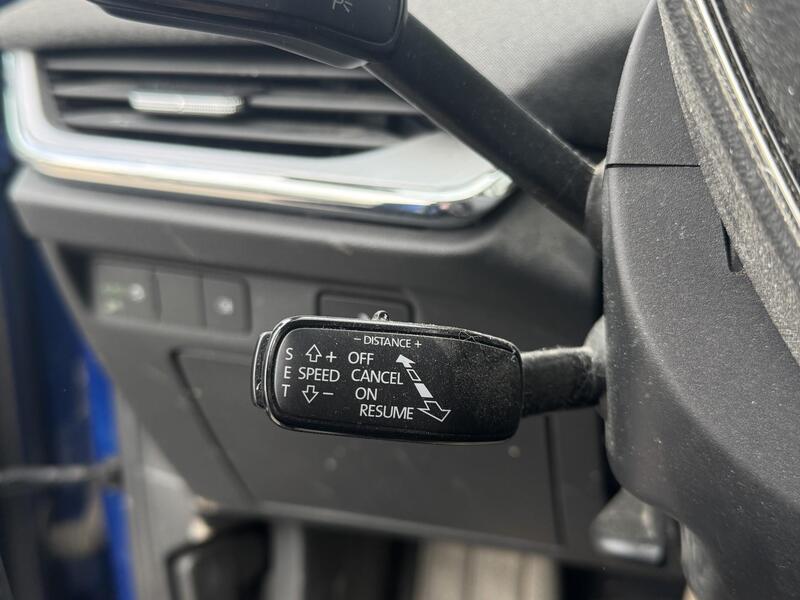 – DISTANCE +
S + OFF
E SPEED CANCEL
T – ON
RESUME